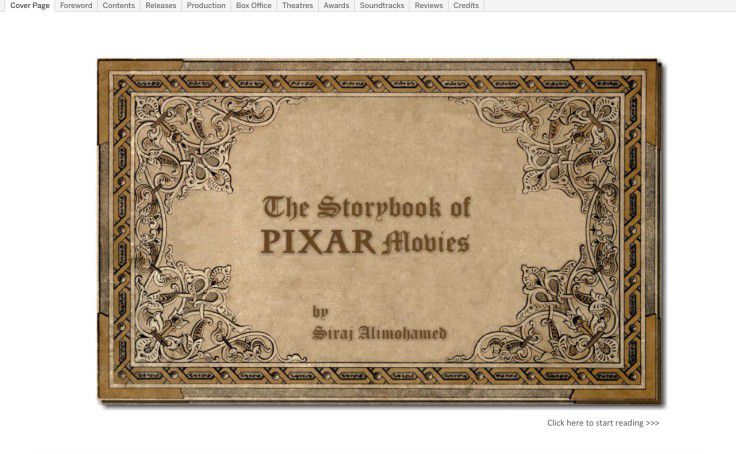 Cover Page Foreword Contents Releases Production Box Office Theatres Awards Soundtracks Reviews Credits
The Storybook of
PIXAR Movies
by
Siraj Alimohamed
Click here to start reading >>>